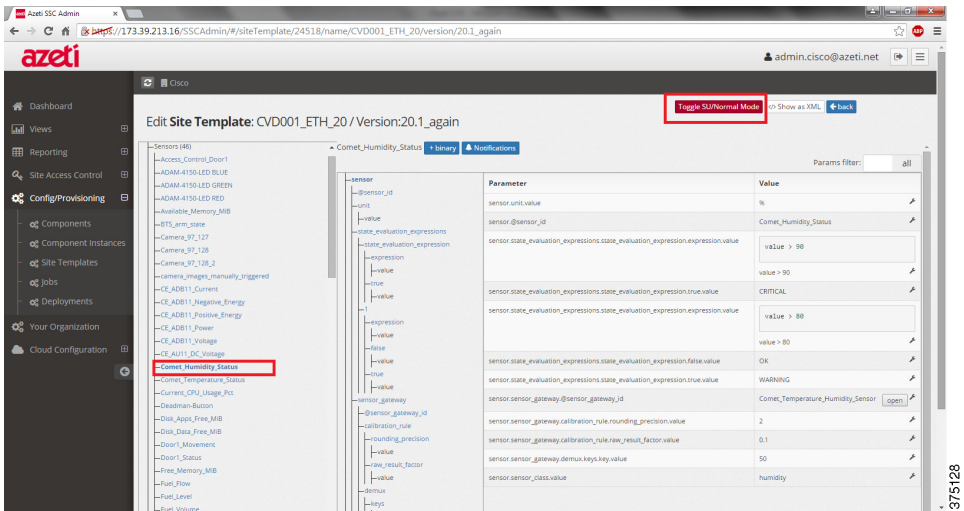 Azeti SSC Admin
https://173.39.213.16/SSCAdmin/#/siteTemplate/24518/name/CVD001_ETH_20/version/20.1_again
ABP
azeti
admin.cisco@azeti.net
Cisco
Dashboard
Views
Reporting
Site Access Control
Config/Provisioning
Components
Component Instances
Site Templates
Jobs
Deployments
Your Organization
Cloud Configuration
Toggle SU/Normal Mode
</> Show as XML
back
Edit Site Template: CVD001_ETH_20 / Version:20.1_again
Sensors (46)
Access_Control_Door1
ADAM-4150-LED BLUE
ADAM-4150-LED GREEN
ADAM-4150-LED RED
Available_Memory_MiB
BTS_arm_state
Camera_97_127
Camera_97_128
Camera_97_128_2
camera_images_manually_triggered
CE_ADB11_Current
CE_ADB11_Negative_Energy
CE_ADB11_Positive_Energy
CE_ADB11_Power
CE_ADB11_Voltage
CE_AU11_DC_Voltage
Comet_Humidity_Status
Comet_Temperature_Status
Current_CPU_Usage_Pct
Deadman-Button
Disk_Apps_Free_MiB
Disk_Data_Free_MiB
Door1_Movement
Door1_Status
Free_Memory_MiB
Fuel_Flow
Fuel_Level
Fuel_Volume
Comet_Humidity_Status
+ binary
Notifications
Params filter:
all
sensor
@sensor_id
unit
value
state_evaluation_expressions
state_evaluation_expression
expression
value
true
value
1
expression
value
false
value
true
value
sensor_gateway
@sensor_gateway_id
calibration_rule
rounding_precision
value
raw_result_factor
value
demux
keys
Parameter Value
sensor.unit.value %
sensor.@sensor_id Comet_Humidity_Status
sensor.state_evaluation_expressions.state_evaluation_expression.expression.value value > 90
value > 90
sensor.state_evaluation_expressions.state_evaluation_expression.true.value CRITICAL
sensor.state_evaluation_expressions.state_evaluation_expression.expression.value value > 80
value > 80
sensor.state_evaluation_expressions.state_evaluation_expression.false.value OK
sensor.state_evaluation_expressions.state_evaluation_expression.true.value WARNING
sensor.sensor_gateway.@sensor_gateway_id Comet_Temperature_Humidity_Sensor open
sensor.sensor_gateway.calibration_rule.rounding_precision.value 2
sensor.sensor_gateway.calibration_rule.raw_result_factor.value 0.1
sensor.sensor_gateway.demux.keys.key.value 50
sensor.sensor_class.value humidity
375128